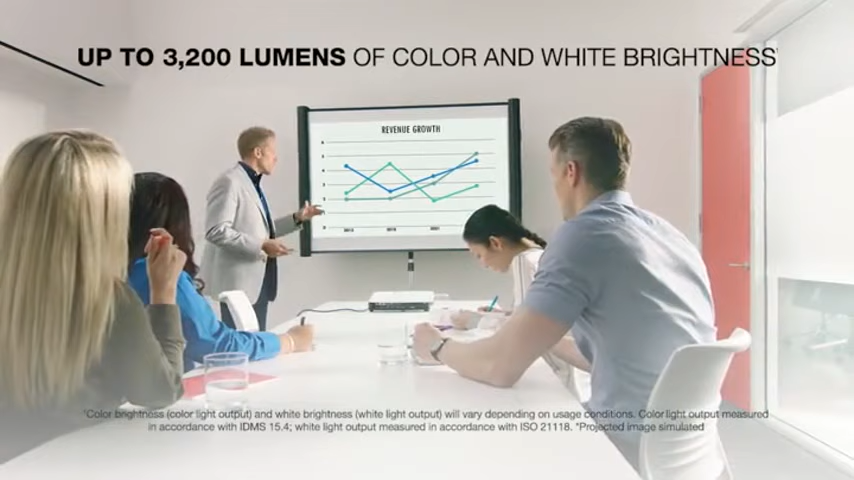 UP TO 3,200 LUMENS OF COLOR AND WHITE BRIGHTNESS¹
REVENUE GROWTH
¹Color brightness (color light output) and white brightness (white light output) will vary depending on usage conditions. Color light output measured
in accordance with IDMS 15.4; white light output measured in accordance with ISO 21118. *Projected image simulated